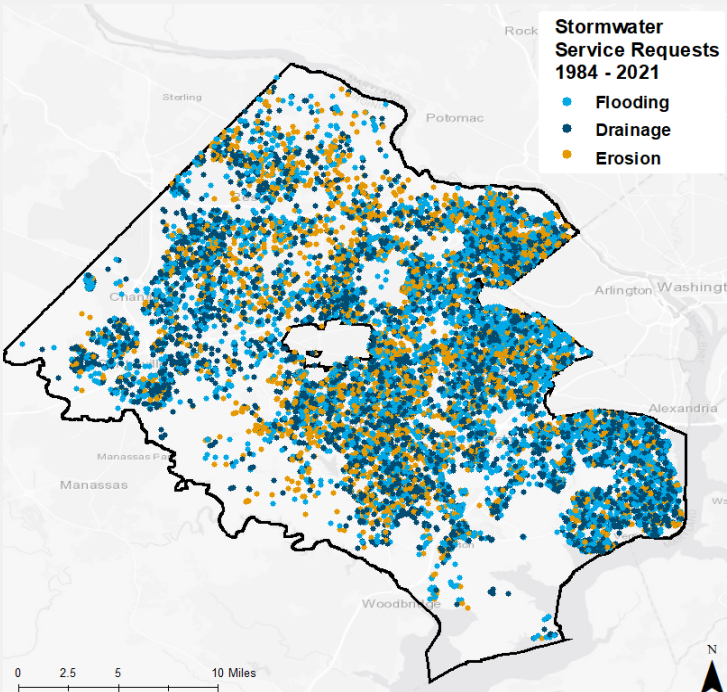 Stormwater
Service Requests
1984 - 2021
Flooding
Drainage
Erosion
Rock
Sterling
Potomac
Arlington
Washingt
Alexandria
Manassas
Woodbridge
N
0 2.5 5 10 Miles